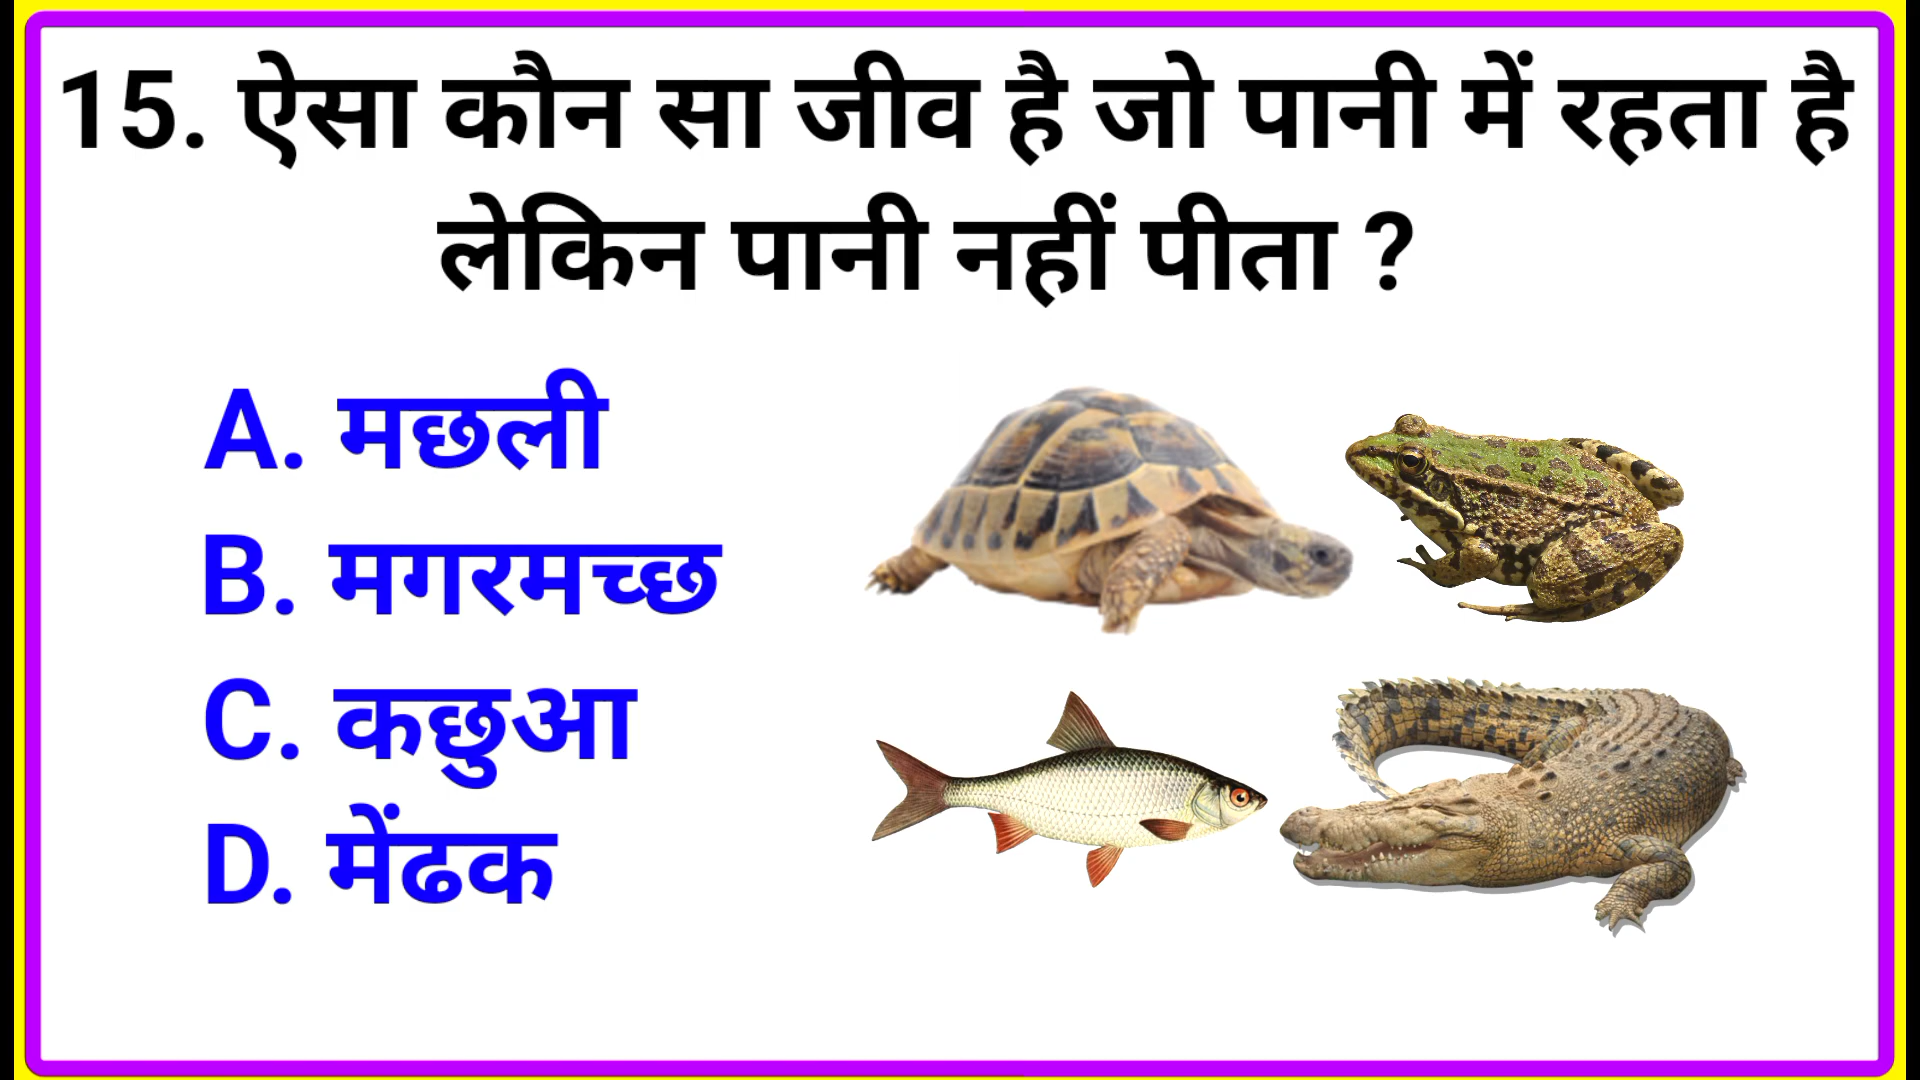 15. ऐसा कौन सा जीव है जो पानी में रहता है
लेकिन पानी नहीं पीता ?
A. मछली
B. मगरमच्छ
C. कछुआ
D. मेंढक